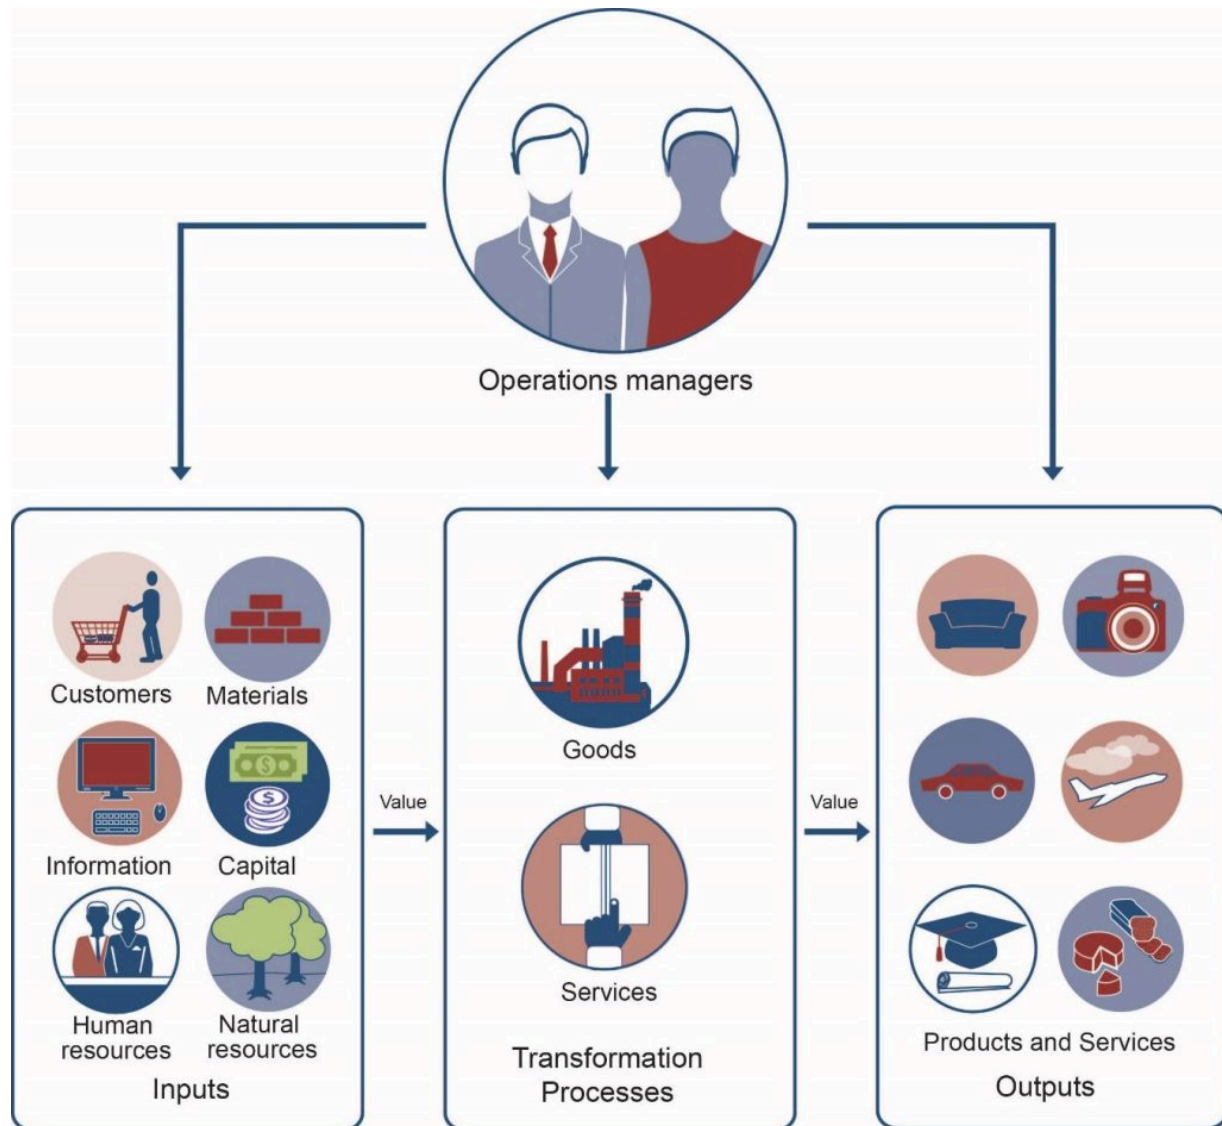 Operations managers
Customers
Materials
Information
Capital
Human
resources
Natural
resources
Inputs
Value
Goods
Services
Transformation
Processes
Value
Products and Services
Outputs